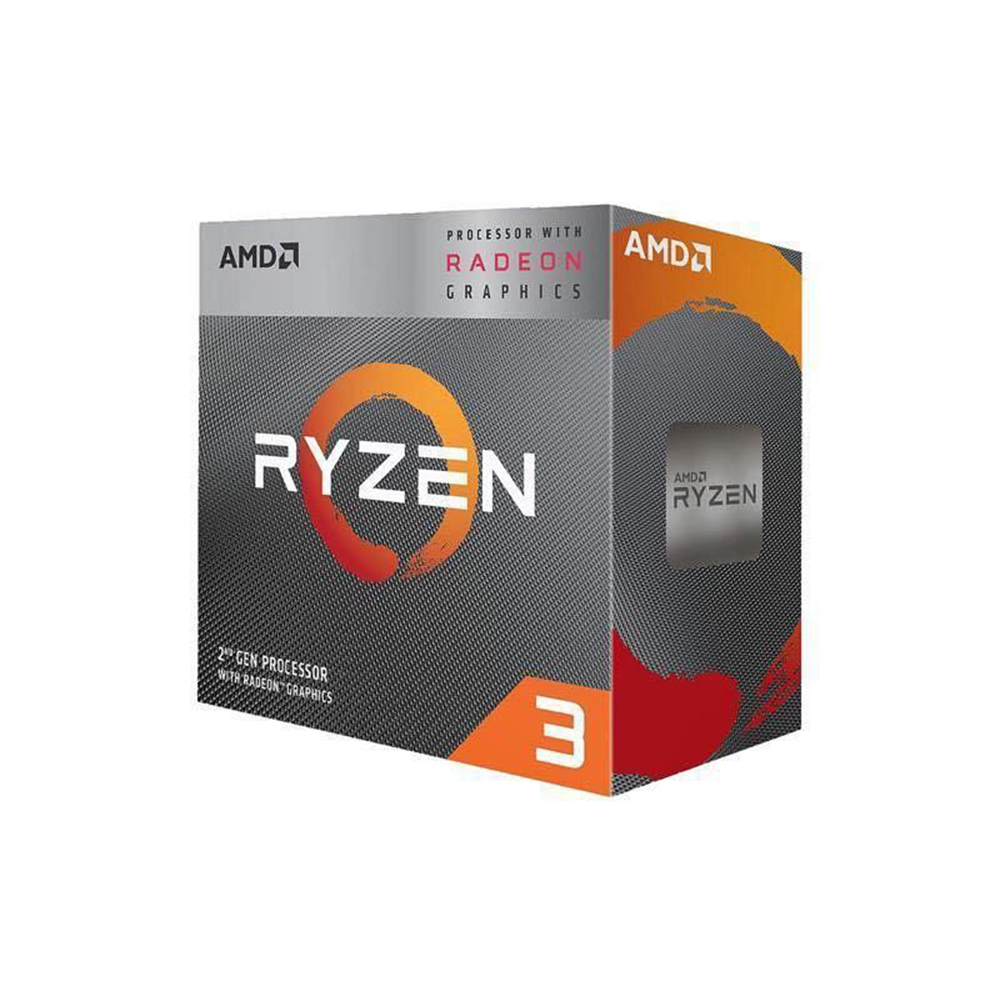 AMD
PROCESSOR WITH
RADEON
GRAPHICS
RYZEN
2ND GEN PROCESSOR
WITH RADEON™ GRAPHICS
3
AMD
AMD
RYZEN